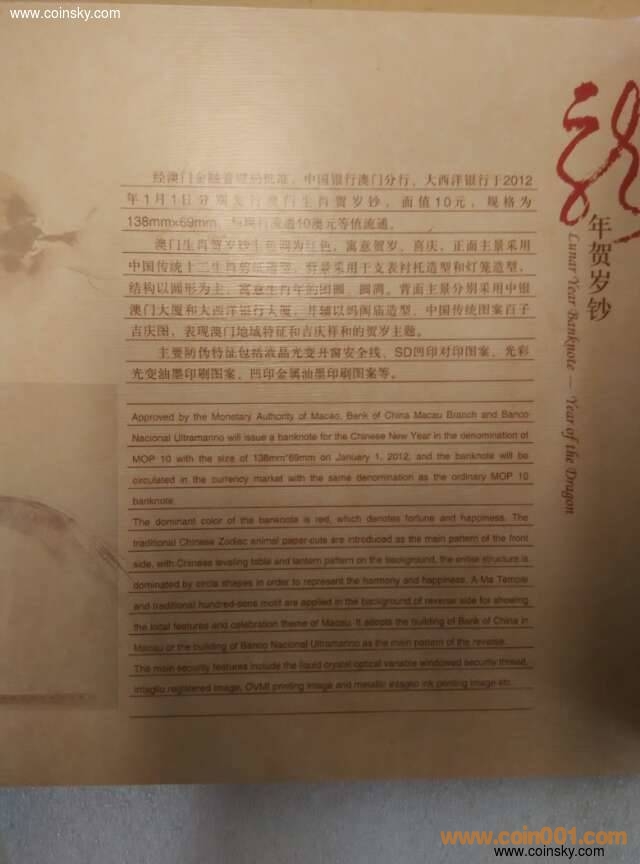 www.coinsky.com
www.coinsky.com
龙
年贺岁钞
Lunar Year Banknote — Year of the Dragon
经澳门金融管理局批准,中国银行澳门分行、大西洋银行于2012
年1月1日分别发行澳门生肖贺岁钞,面值10元,规格为
138mm×69mm,与现行流通10澳元等值流通。
澳门生肖贺岁钞主色调为红色,寓意贺岁、喜庆,正面主景采用
中国传统十二生肖剪纸造型,背景采用干支表衬托造型和灯笼造型,
结构以圆形为主,寓意生肖年的团圆、圆满。背面主景分别采用中银
澳门大厦和大西洋银行大厦,并辅以妈阁庙造型、中国传统图案百子
吉庆图,表现澳门地域特征和吉庆祥和的贺岁主题。
主要防伪特征包括液晶光变开窗安全线、SD凹印对印图案、光彩
光变油墨印刷图案、凹印金属油墨印刷图案等。
Approved by the Monetary Authority of Macao, Bank of China Macau Branch and Banco
Nacional Ultramarino will issue a banknote for the Chinese New Year in the denomination of
MOP 10 with the size of 138mm*69mm on January 1, 2012, and the banknote will be
circulated in the currency market with the same denomination as the ordinary MOP 10
banknote.
The dominant color of the banknote is red, which denotes fortune and happiness. The
traditional Chinese Zodiac animal paper-cuts are introduced as the main pattern of the front
side, with Chinese leveling table and lantern pattern on the background, the entire structure is
dominated by circle shapes in order to represent the harmony and happiness. A-Ma Temple
and traditional hundred-sons motif are applied in the background of reverse side for showing
the local features and celebration theme of Macau. It adopts the building of Bank of China in
Macau or the building of Banco Nacional Ultramarino as the main pattern of the reverse.
The main security features include the liquid crystal optical variable windowed security thread,
intaglio registered image, OVMI printing image and metallic intaglio ink printing image etc.
www.coin001.com
www.coinsky.com